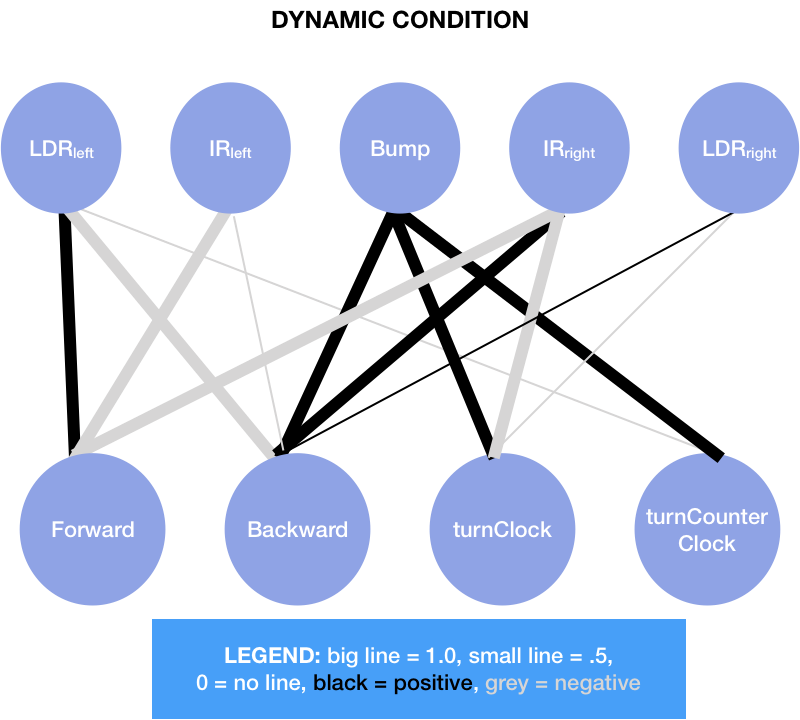 DYNAMIC CONDITION
LDRleft
IRleft
Bump
IRright
LDRright
Forward
Backward
turnClock
turnCounter
Clock
LEGEND: big line = 1.0, small line = .5,
0 = no line, black = positive, grey = negative